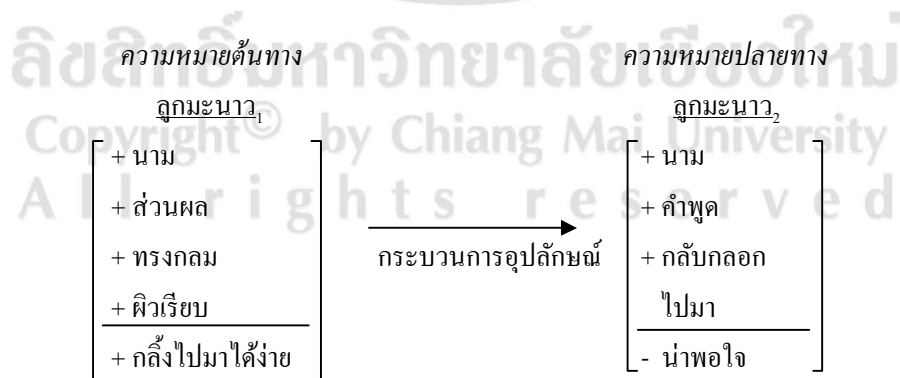 ลิขสิทธิ์มหาวิทยาลัยเชียงใหม่
Copyright© by Chiang Mai University
All rights reserved
ความหมายต้นทาง ความหมายปลายทาง
ลูกมะนาว1 ลูกมะนาว2
+ นาม + นาม
+ ส่วนผล + คำพูด
+ ทรงกลม กระบวนการอุปลักษณ์ + กลับกลอก
+ ผิวเรียบ ไปมา
+ กลิ้งไปมาได้ง่าย - น่าพอใจ